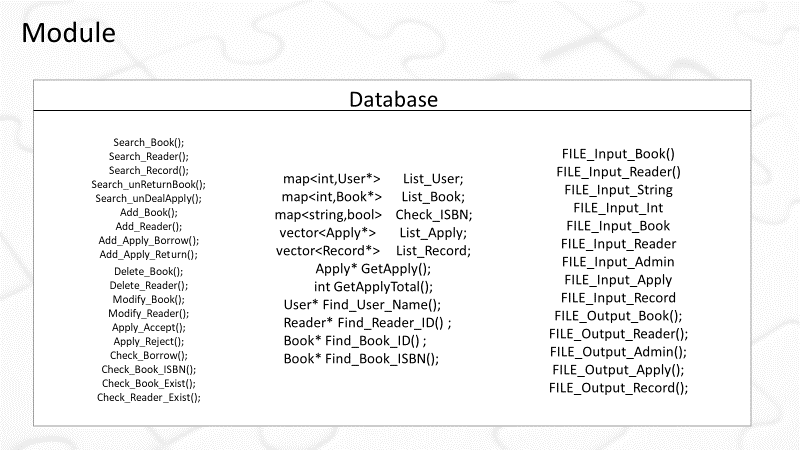 Module
Database
Search_Book();
Search_Reader();
Search_Record();
Search_unReturnBook();
Search_unDealApply();
Add_Book();
Add_Reader();
Add_Apply_Borrow();
Add_Apply_Return();
Delete_Book();
Delete_Reader();
Modify_Book();
Modify_Reader();
Apply_Accept();
Apply_Reject();
Check_Borrow();
Check_Book_ISBN();
Check_Book_Exist();
Check_Reader_Exist();
map<int,User*> List_User;
map<int,Book*> List_Book;
map<string,bool> Check_ISBN;
vector<Apply*> List_Apply;
vector<Record*> List_Record;
Apply* GetApply();
int GetApplyTotal();
User* Find_User_Name();
Reader* Find_Reader_ID() ;
Book* Find_Book_ID() ;
Book* Find_Book_ISBN();
FILE_Input_Book()
FILE_Input_Reader()
FILE_Input_String
FILE_Input_Int
FILE_Input_Book
FILE_Input_Reader
FILE_Input_Admin
FILE_Input_Apply
FILE_Input_Record
FILE_Output_Book();
FILE_Output_Reader();
FILE_Output_Admin();
FILE_Output_Apply();
FILE_Output_Record();